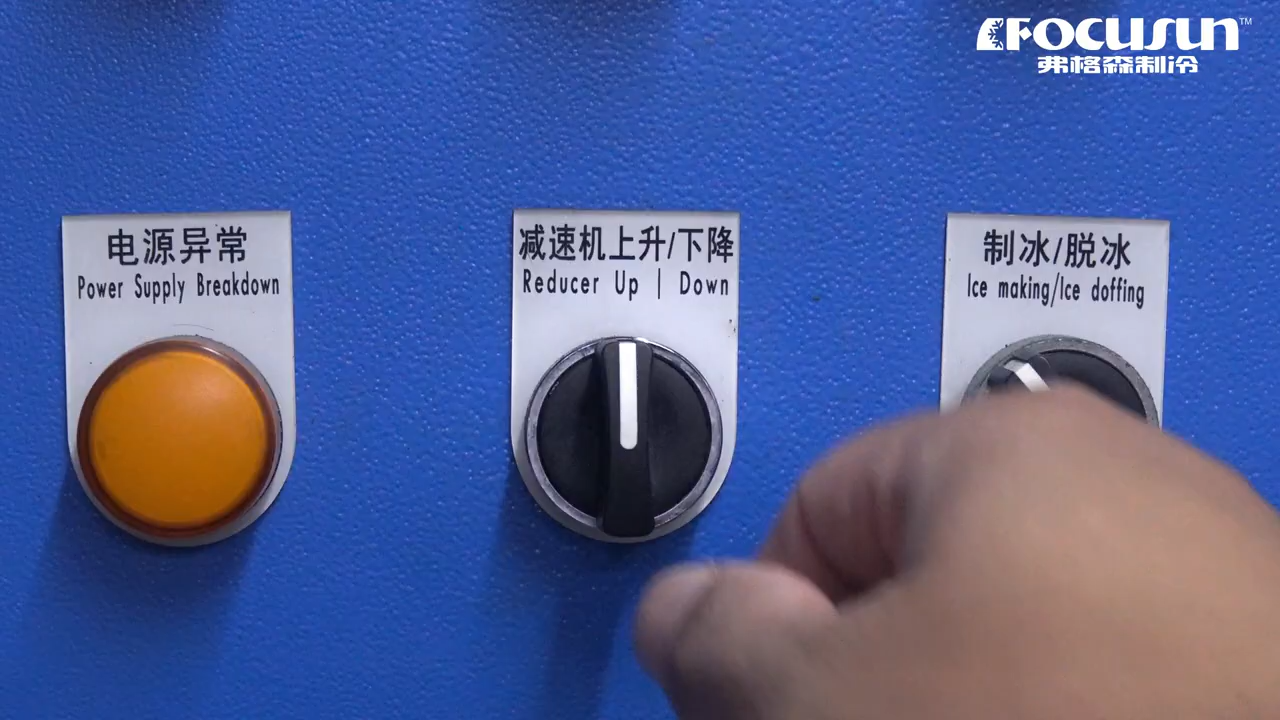 FOCUSUN™
弗格森制冷
电源异常
Power Supply Breakdown
减速机上升/下降
Reducer Up | Down
制冰/脱冰
Ice making/Ice doffing